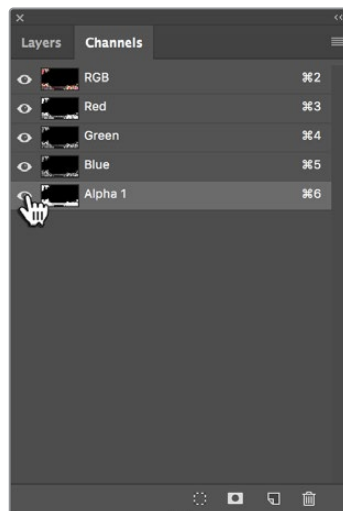 Layers Channels
RGB ⌘2
Red ⌘3
Green ⌘4
Blue ⌘5
Alpha 1 ⌘6